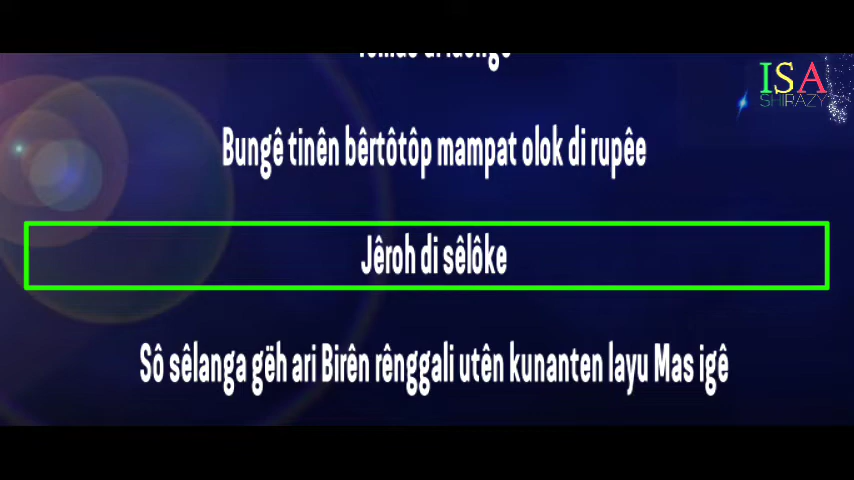 ISA
SHIRAZY
Bungê tinên bêrtôtôp mampat olok di rupêe
Jêroh di sêlôke
Sô sêlanga gëh ari Birên rênggali utên kunanten layu Mas igê